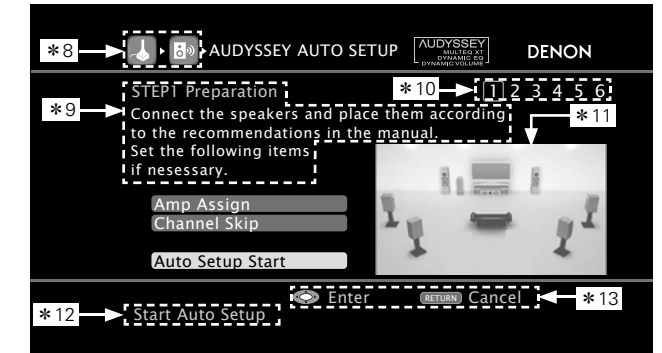 *8 AUDYSSEY AUTO SETUP AUDYSSEY MULTEQ XT DYNAMIC EQ DYNAMIC VOLUME DENON
*10
*9 STEP1 Preparation 1 2 3 4 5 6
Connect the speakers and place them according
*11
to the recommendations in the manual.
Set the following items
if nesessary.
Amp Assign
Channel Skip
Auto Setup Start
Enter RETURN Cancel *13
*12 Start Auto Setup